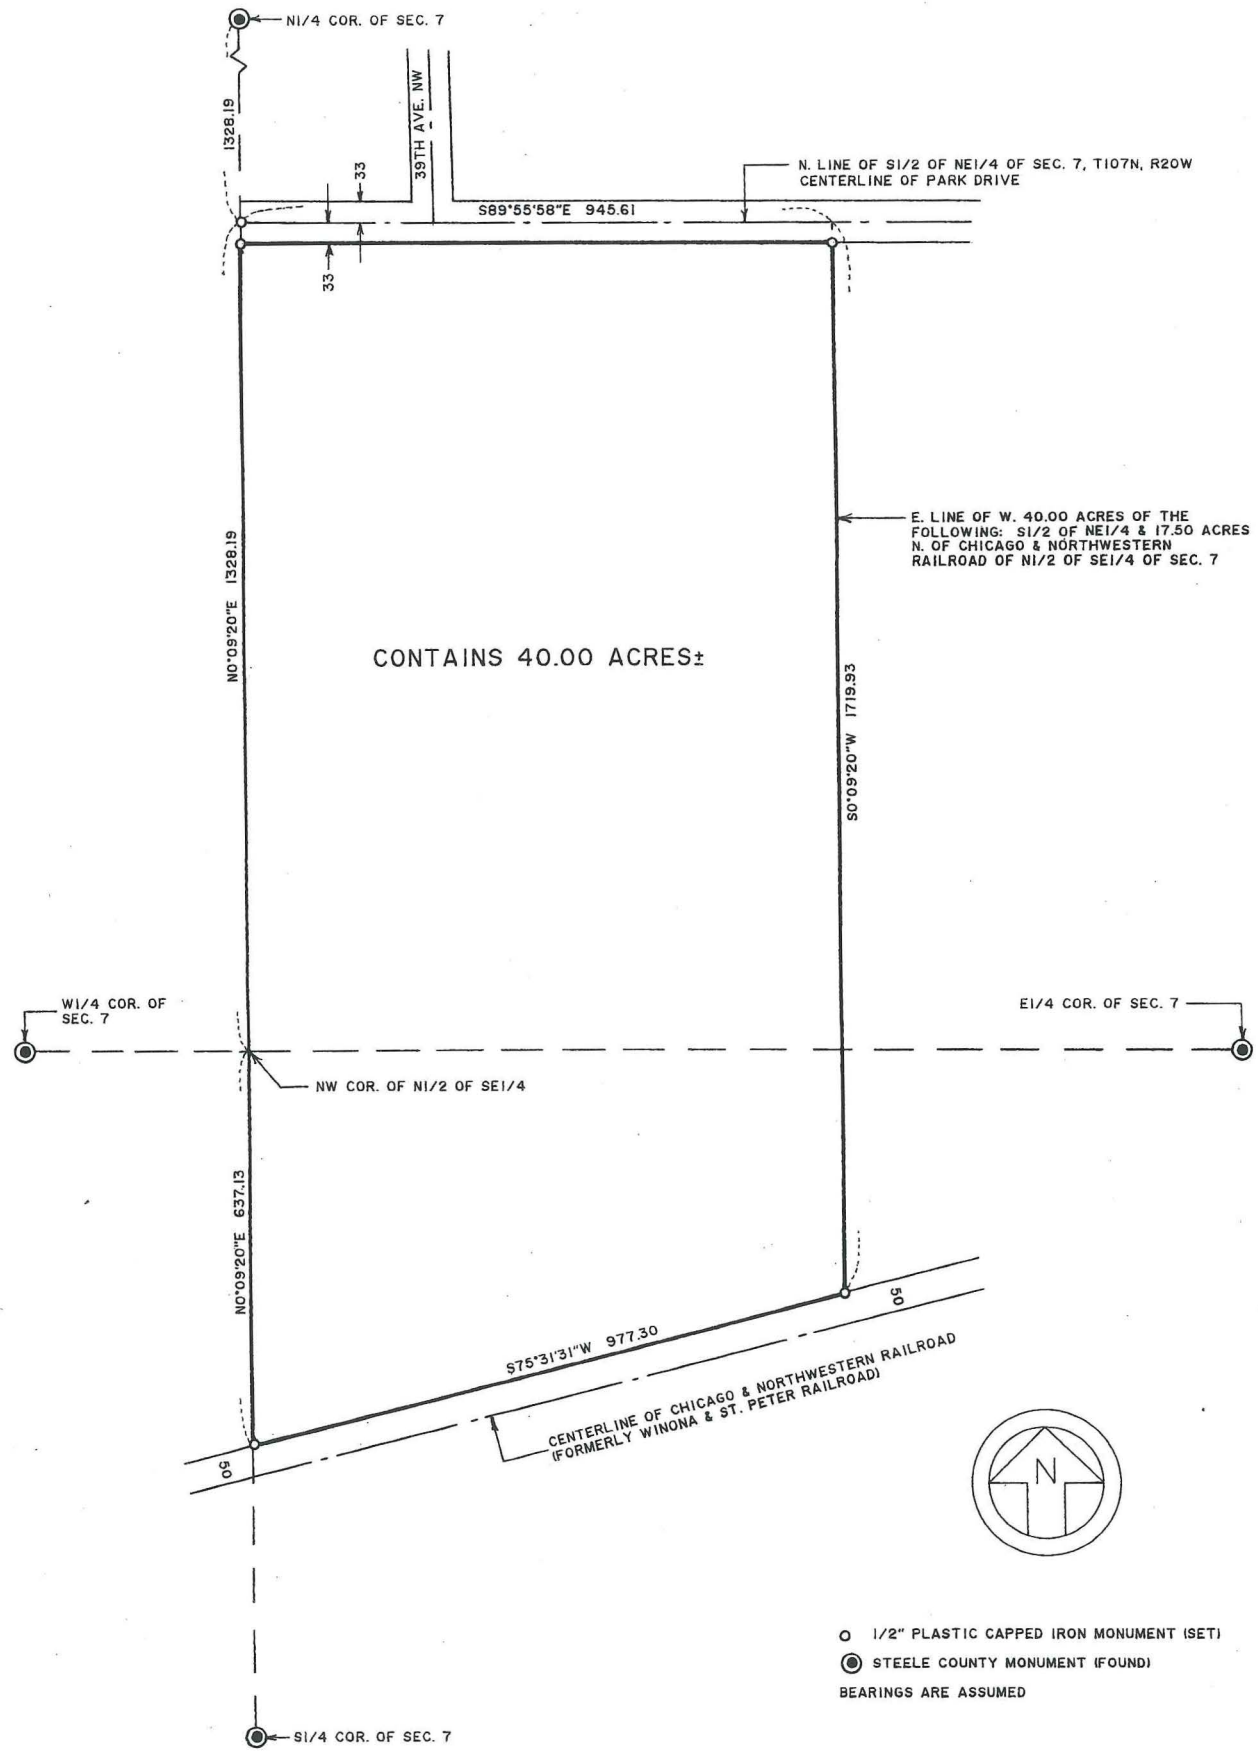 N1/4 COR. OF SEC. 7
1328.19
39TH AVE. NW
33
N. LINE OF S1/2 OF NE1/4 OF SEC. 7, T107N, R20W
CENTERLINE OF PARK DRIVE
S89°55'58"E 945.61
33
E. LINE OF W. 40.00 ACRES OF THE
FOLLOWING: S1/2 OF NE1/4 & 17.50 ACRES
N. OF CHICAGO & NORTHWESTERN
RAILROAD OF N1/2 OF SE1/4 OF SEC. 7
N0°09'20"E 1328.19
CONTAINS 40.00 ACRES±
S0°09'20"W 1719.93
W1/4 COR. OF
SEC. 7
E1/4 COR. OF SEC. 7
NW COR. OF N1/2 OF SE1/4
N0°09'20"E 637.13
S75°31'31"W 977.30
50
CENTERLINE OF CHICAGO & NORTHWESTERN RAILROAD
(FORMERLY WINONA & ST. PETER RAILROAD)
50
N
1/2" PLASTIC CAPPED IRON MONUMENT (SET)
STEELE COUNTY MONUMENT (FOUND)
BEARINGS ARE ASSUMED
S1/4 COR. OF SEC. 7